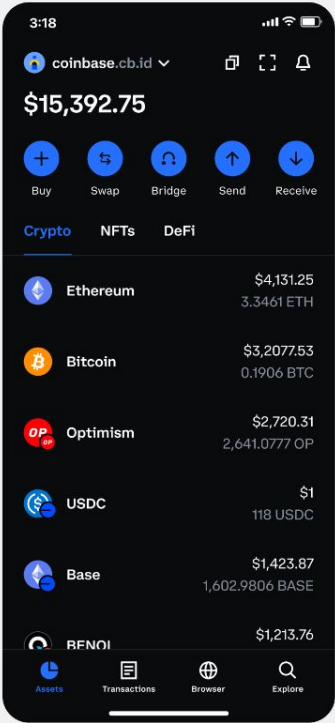 3:18
coinbase.cb.id
$15,392.75
Buy Swap Bridge Send Receive
Crypto NFTs DeFi
Ethereum $4,131.25
3.3461 ETH
Bitcoin $3,2077.53
0.1906 BTC
OP OP
Optimism $2,720.31
2,641.0777 OP
USDC $1
118 USDC
Base $1,423.87
1,602.9806 BASE
$1,213.76
Assets Transactions Browser Explore